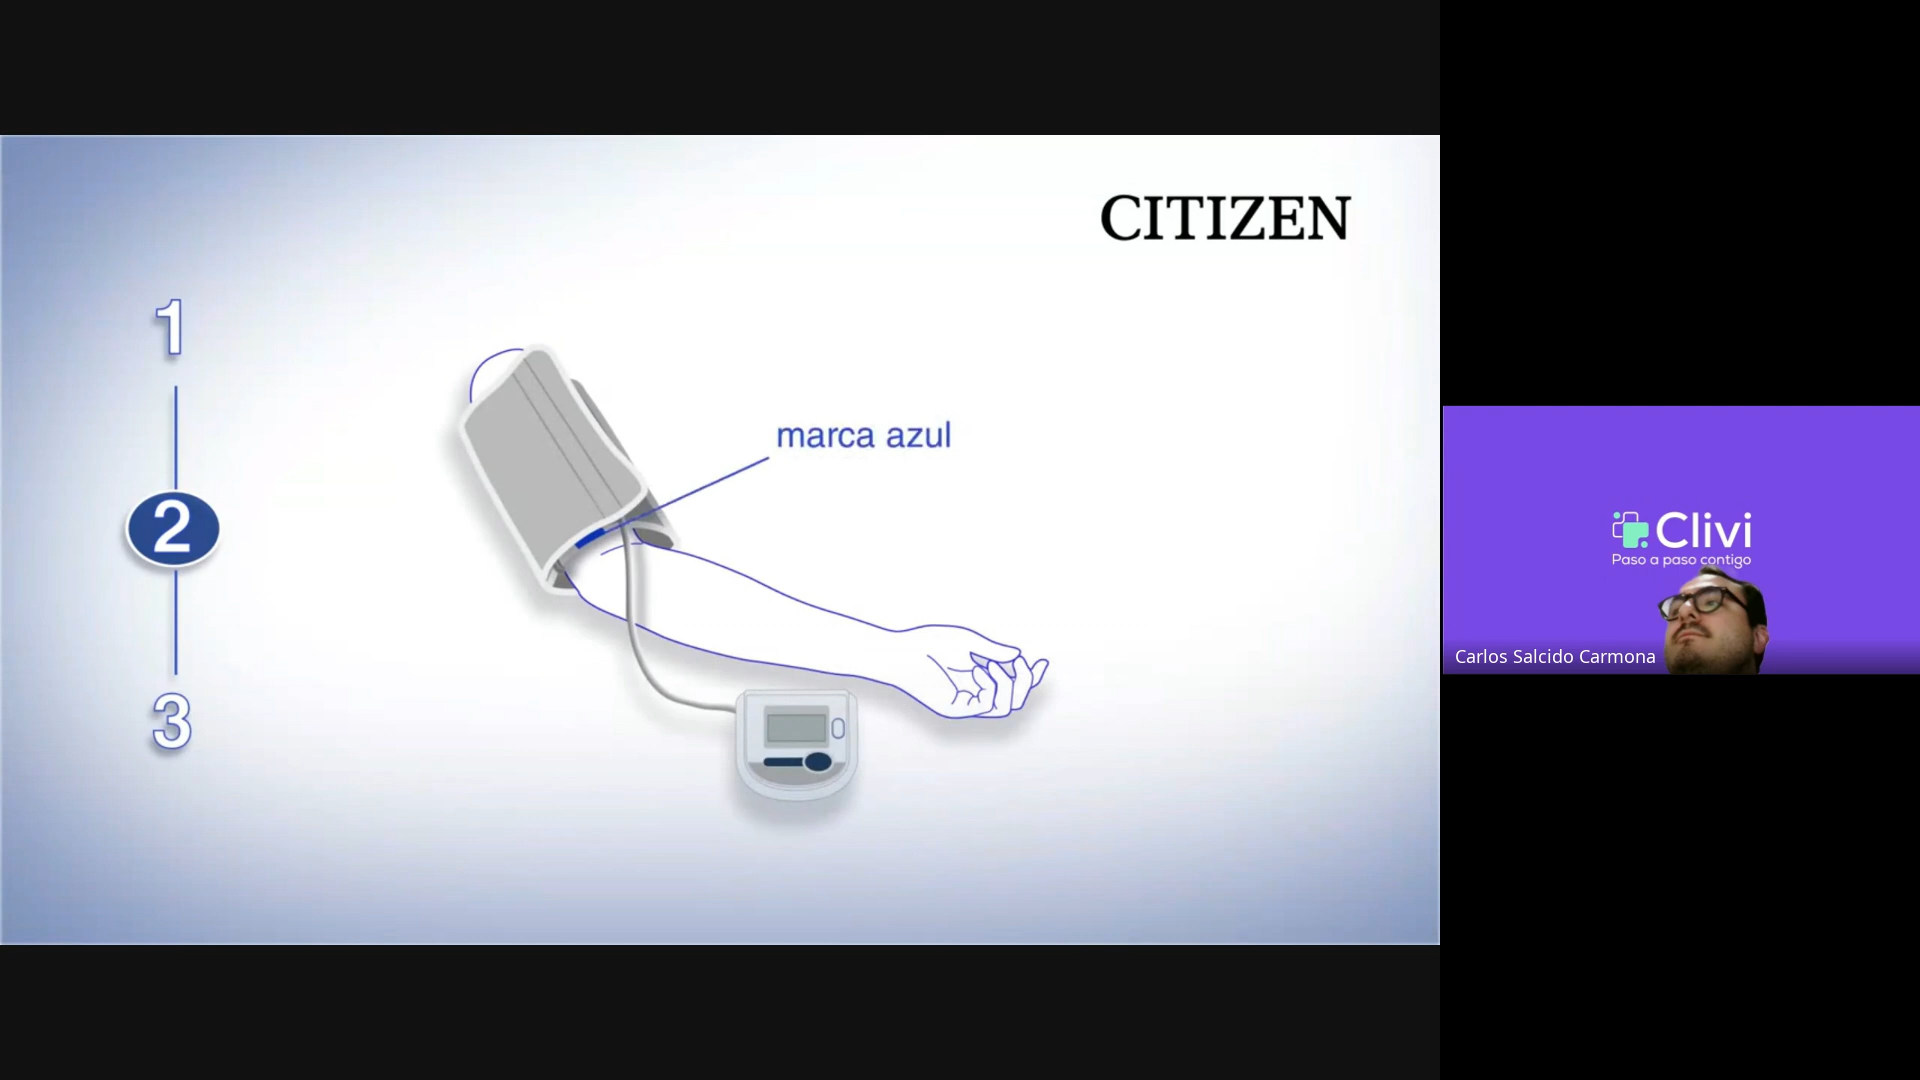 CITIZEN
1
marca azul
2
3
Clivi
Paso a paso contigo
Carlos Salcido Carmona